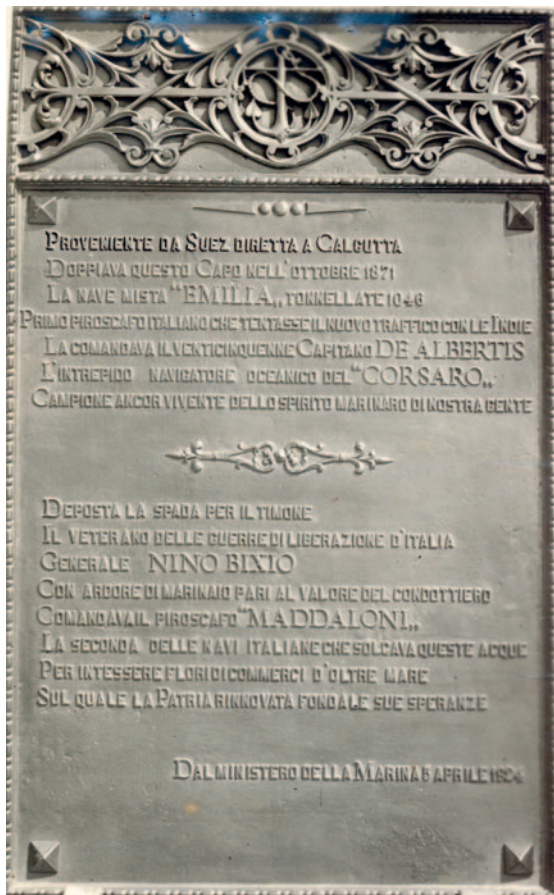 PROVENIENTE DA SUEZ DIRETTA A CALCUTTA
DOPPIAVA QUESTO CAPO NELL'OTTOBRE 1871
LA NAVE MISTA "EMILIA„ TONNELLATE 1046
PRIMO PIROSCAFO ITALIANO CHE TENTASSE IL NUOVO TRAFFICO CON LE INDIE
LA COMANDAVA IL VENTICINQUENNE CAPITANO DE ALBERTIS
L'INTREPIDO NAVIGATORE OCEANICO DEL "CORSARO„
CAMPIONE ANCOR VIVENTE DELLO SPIRITO MARINARO DI NOSTRA GENTE
DEPOSTA LA SPADA PER IL TIMONE
IL VETERANO DELLE GUERRE DI LIBERAZIONE D'ITALIA
GENERALE NINO BIXIO
CON ARDORE DI MARINAIO PARI AL VALORE DEL CONDOTTIERO
COMANDAVA IL PIROSCAFO "MADDALONI„
LA SECONDA DELLE NAVI ITALIANE CHE SOLCAVA QUESTE ACQUE
PER INTESSERE FLORIDI COMMERCI D'OLTRE MARE
SUL QUALE LA PATRIA RINNOVATA FONDA LE SUE SPERANZE
DAL MINISTERO DELLA MARINA 5 APRILE 1924